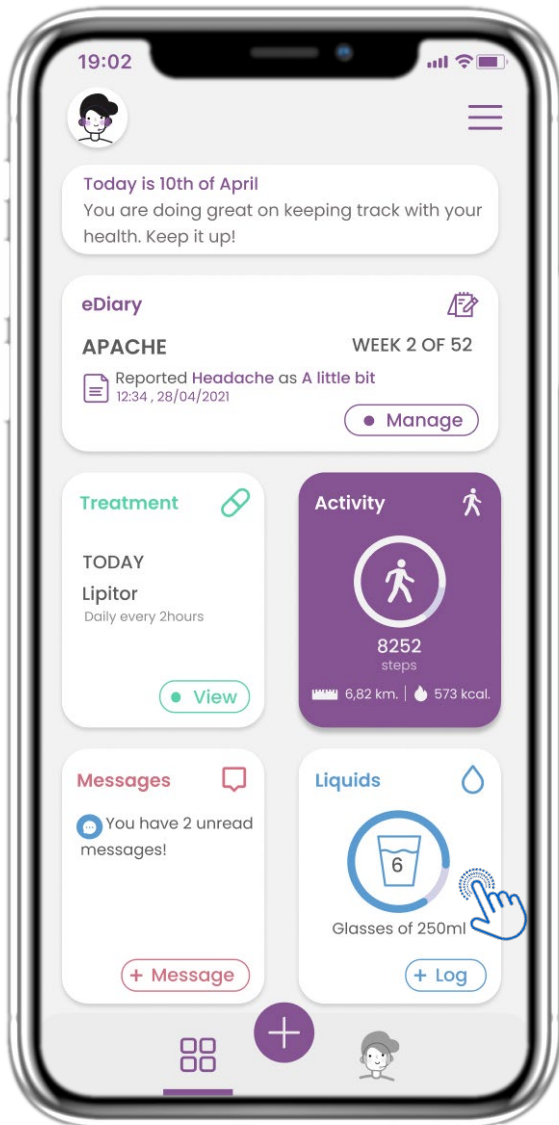 19:02
Today is 10th of April
You are doing great on keeping track with your
health. Keep it up!
eDiary
APACHE
WEEK 2 OF 52
Reported Headache as A little bit
12:34 , 28/04/2021
Manage
Treatment
TODAY
Lipitor
Daily every 2hours
View
Activity
8252
steps
6,82 km. | 573 kcal.
Messages
You have 2 unread
messages!
+ Message
Liquids
6
Glasses of 250ml
+ Log